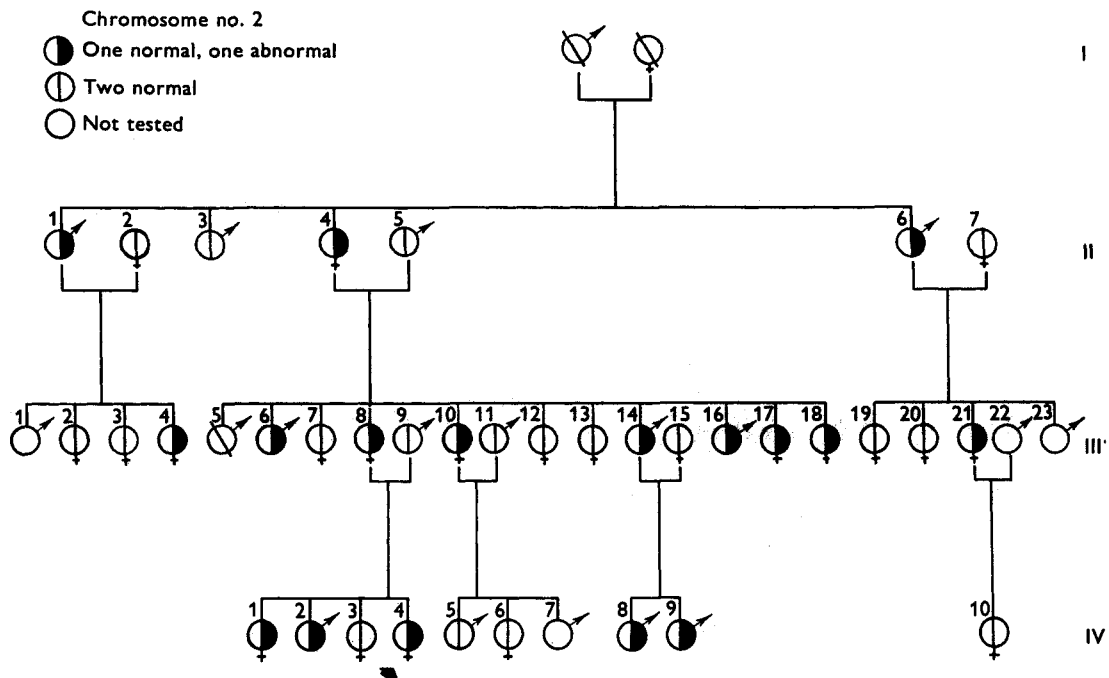 Chromosome no. 2
One normal, one abnormal
Two normal
Not tested
I
1 2 3 4 5 6 7
II
1 2 3 4 5 6 7 8 9 10 11 12 13 14 15 16 17 18 19 20 21 22 23
III
1 2 3 4 5 6 7 8 9 10
IV